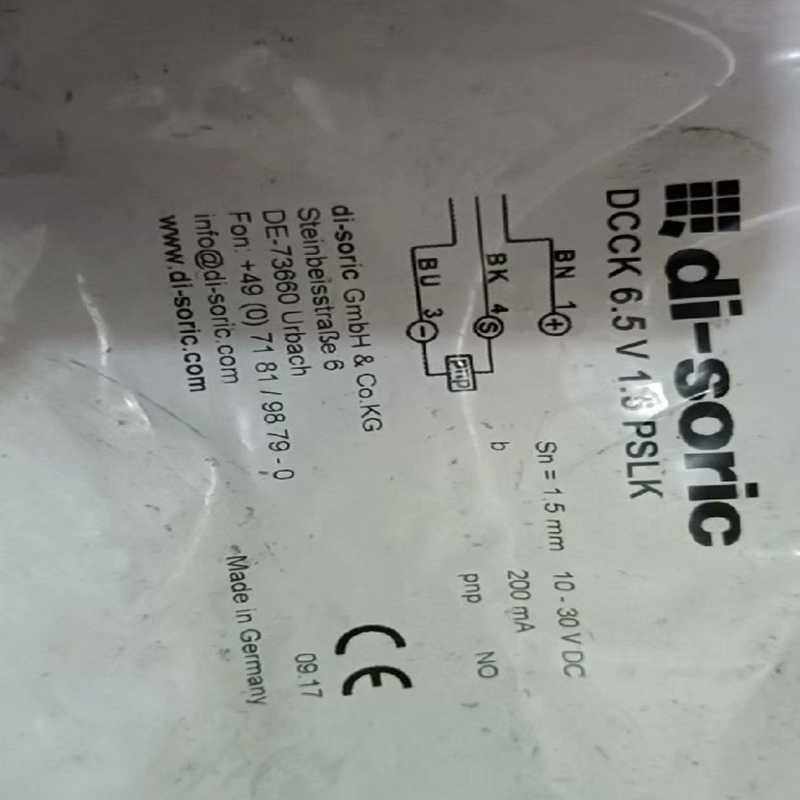 di-soric
DCCK 6.5 V 1.5 PSLK
BN 1 +
BK 4 S
BU 3 -
pnp
Sn = 1,5 mm 10 - 30 V DC
b 200 mA
pnp NO
di-soric GmbH & Co.KG
Steinbeisstraße 6
DE-73660 Urbach
Fon: +49 (0) 71 81 / 98 79 - 0
info@di-soric.com
www.di-soric.com
CE
09.17
Made in Germany